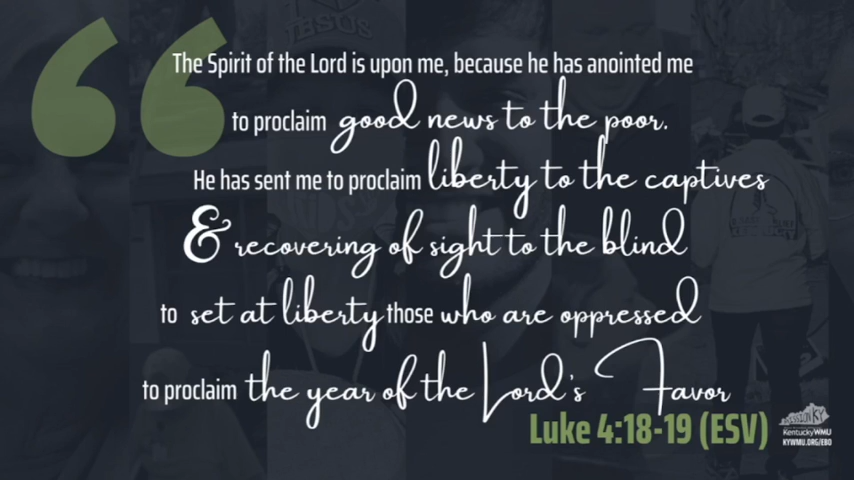 “
The Spirit of the Lord is upon me, because he has anointed me
to proclaim good news to the poor.
He has sent me to proclaim liberty to the captives
& recovering of sight to the blind
to set at liberty those who are oppressed
to proclaim the year of the Lord's Favor
Luke 4:18-19 (ESV)
KentuckyWMU
KYWMU.ORG/EBO
JESUS